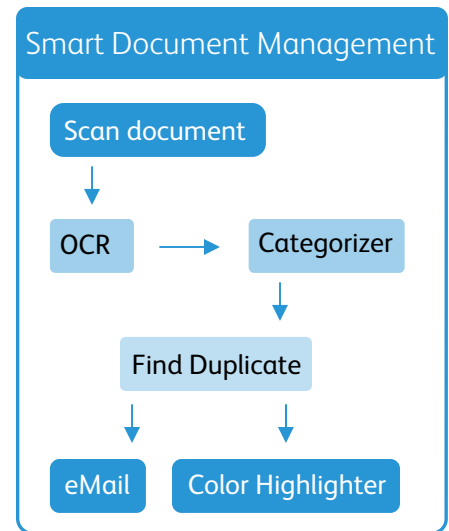 Smart Document Management
Scan document
OCR
Categorizer
Find Duplicate
eMail
Color Highlighter